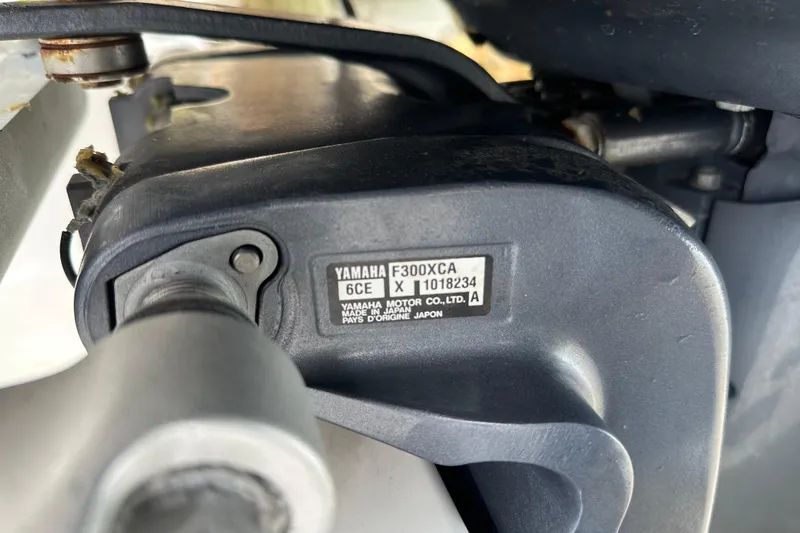 YAMAHA F300XCA
6CE X 1018234
YAMAHA MOTOR CO., LTD. A
MADE IN JAPAN
PAYS D'ORIGINE JAPON